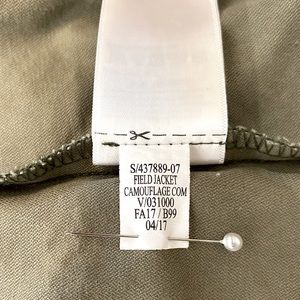 S/437889-07
FIELD JACKET
CAMOUFLAGE COM
V/031000
FA17 / B99
04/17